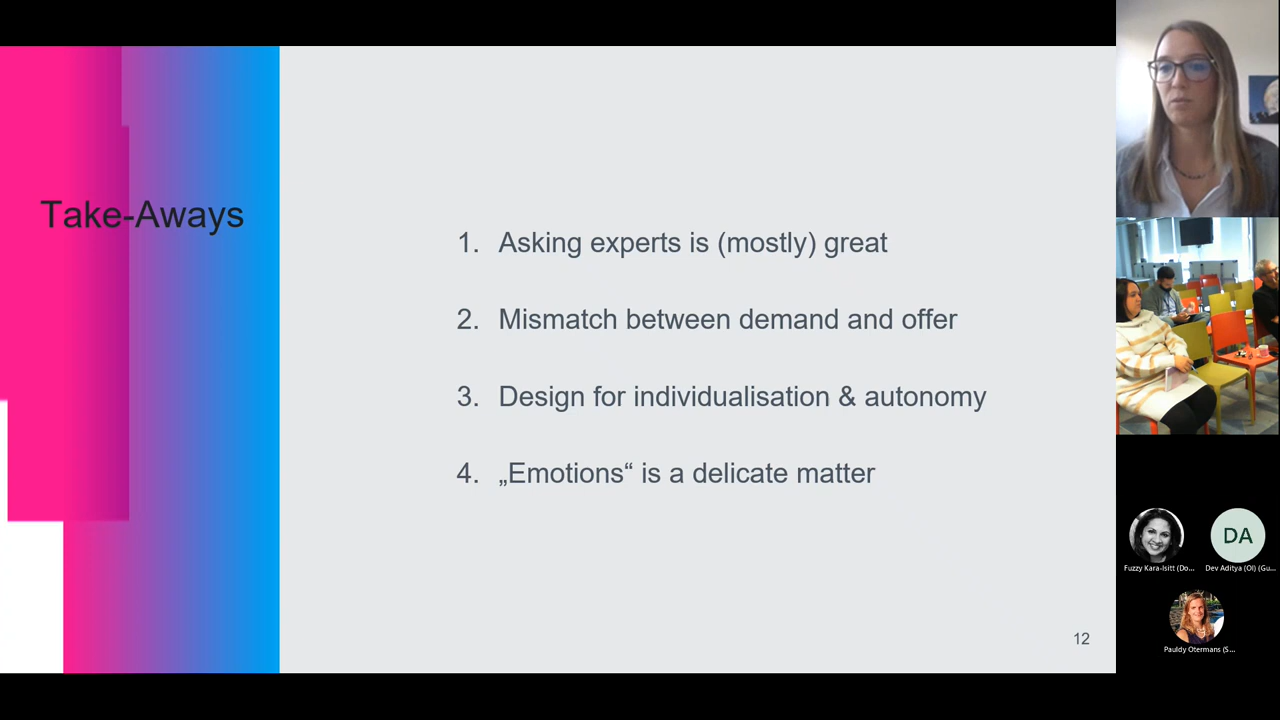 Take-Aways
1. Asking experts is (mostly) great
2. Mismatch between demand and offer
3. Design for individualisation & autonomy
4. „Emotions“ is a delicate matter
12
DA
Fuzzy Kara-Isitt (Do...
Dev Aditya (OI) (Gu...
Pauldy Otermans (S...